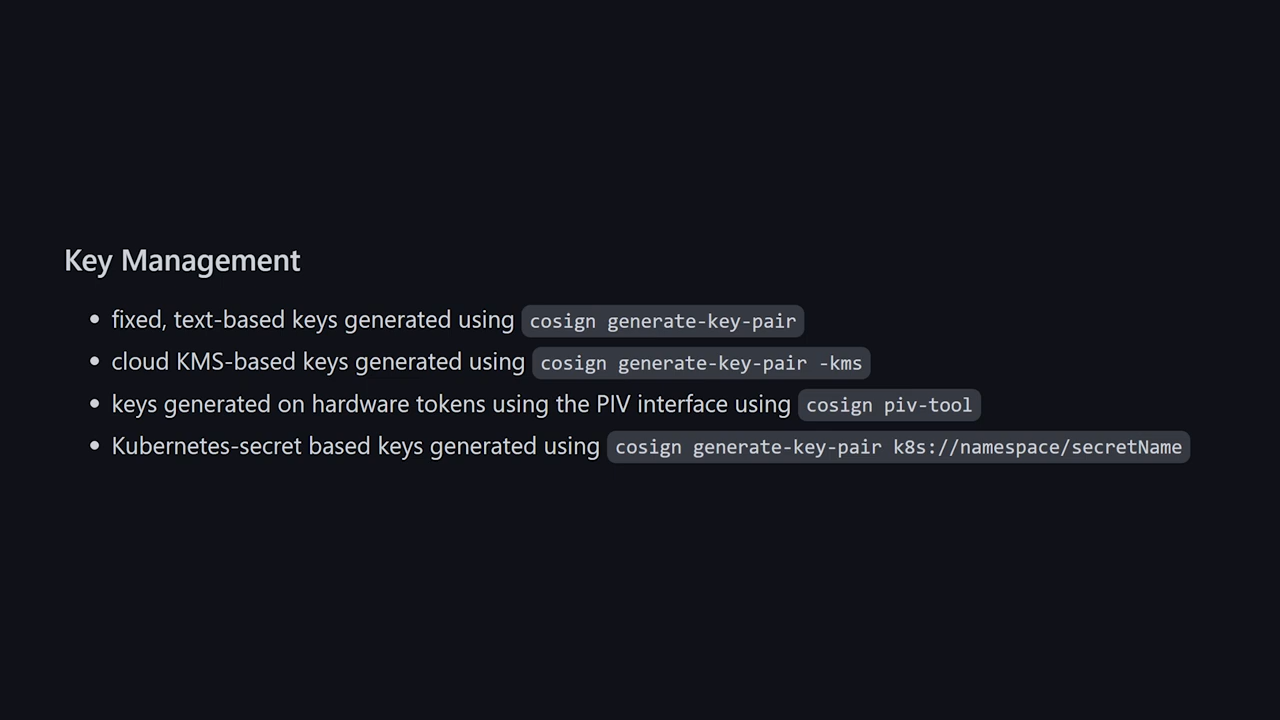 Key Management
fixed, text-based keys generated using cosign generate-key-pair
cloud KMS-based keys generated using cosign generate-key-pair -kms
keys generated on hardware tokens using the PIV interface using cosign piv-tool
Kubernetes-secret based keys generated using cosign generate-key-pair k8s://namespace/secretName